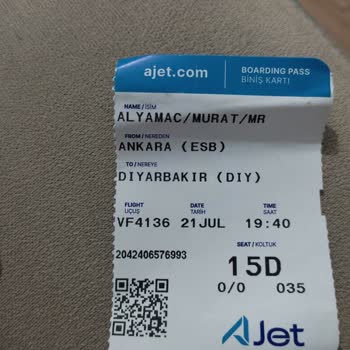 ajet.com BOARDING PASS
BİNİŞ KARTI
NAME/İSİM
ALYAMAC/MURAT/MR
FROM/NEREDEN
ANKARA (ESB)
TO/NEREYE
DIYARBAKIR (DIY)
FLIGHT DATE TIME
UÇUŞ TARİH SAAT
VF4136 21JUL 19:40
SEAT/KOLTUK
2042406576993
15D
0/0 035
AJet